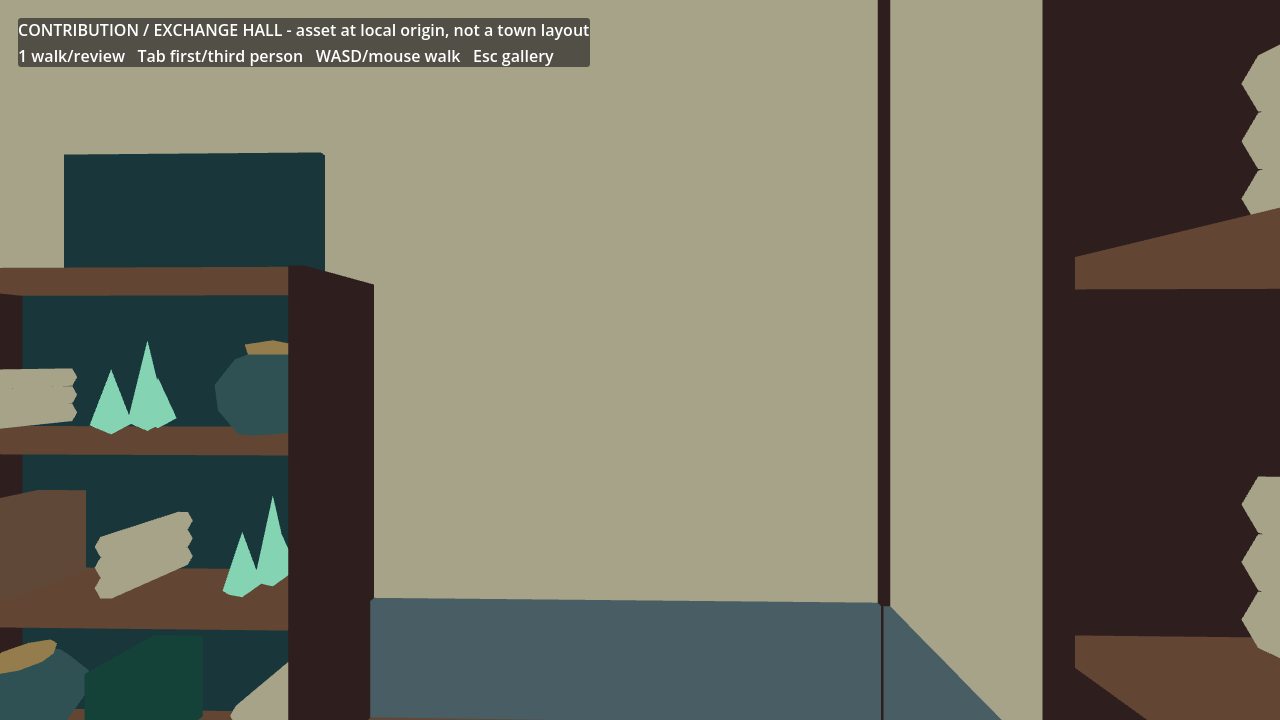 CONTRIBUTION / EXCHANGE HALL - asset at local origin, not a town layout
1 walk/review   Tab first/third person   WASD/mouse walk   Esc gallery